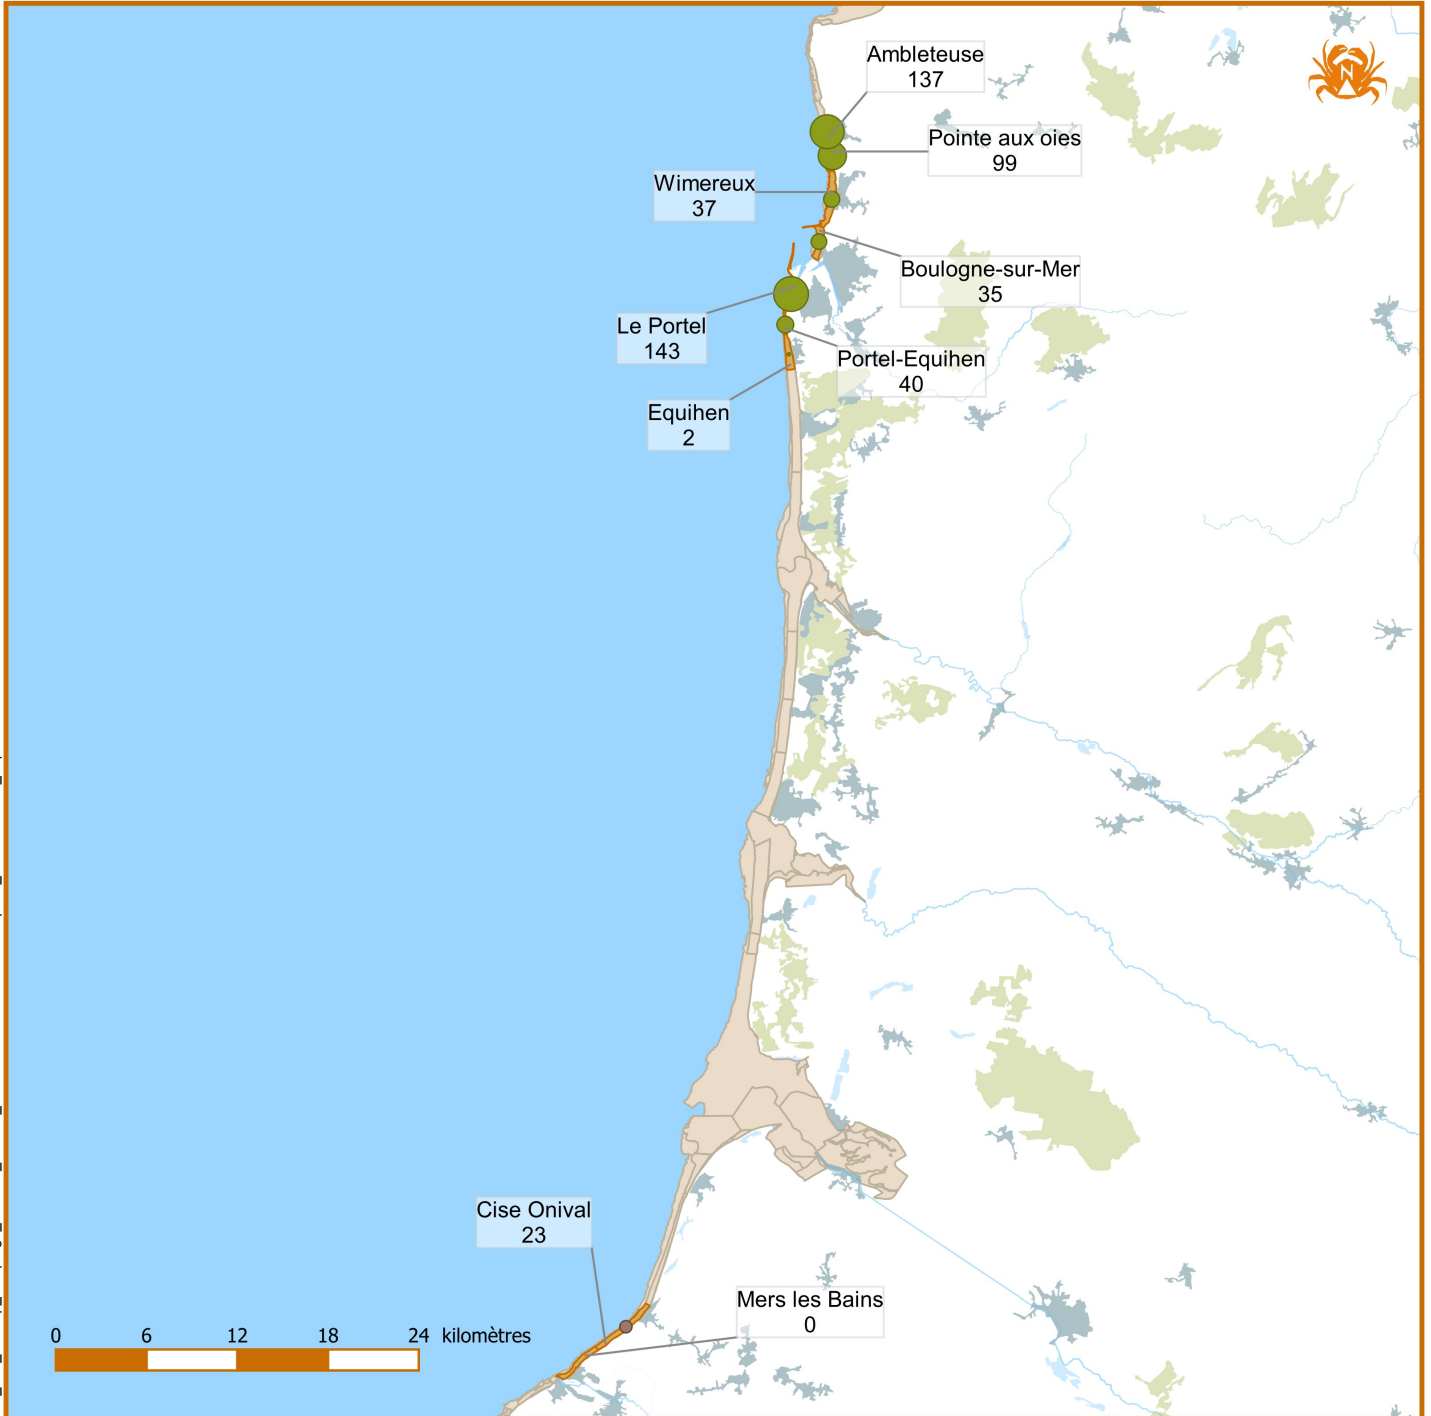 Ambleteuse
137
N
Pointe aux oies
99
Wimereux
37
Boulogne-sur-Mer
35
Le Portel
143
Portel-Equihen
40
Equihen
2
Cise Onival
23
Mers les Bains
0
0 6 12 18 24 kilomètres